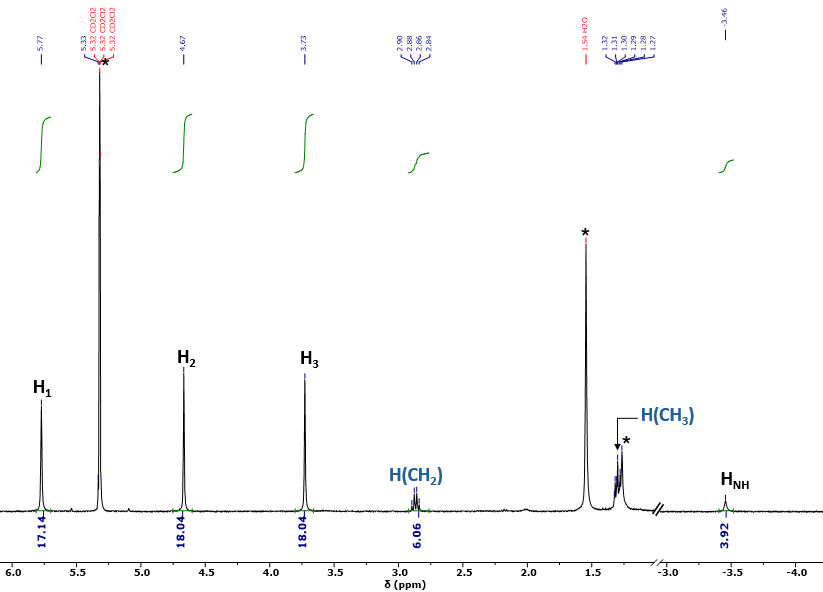 5.77
5.33
5.32 CD2Cl2
5.32 CD2Cl2
5.32 CD2Cl2
4.67
3.73
2.90
2.88
2.86
2.84
1.54 H2O
1.32
1.31
1.30
1.29
1.28
1.27
-3.46
*
*
H2
H3
H1
H(CH3)
*
H(CH2)
HNH
17.14
18.04
18.04
6.06
3.92
6.0 5.5 5.0 4.5 4.0 3.5 3.0 2.5 2.0 1.5 -3.0 -3.5 -4.0
δ (ppm)